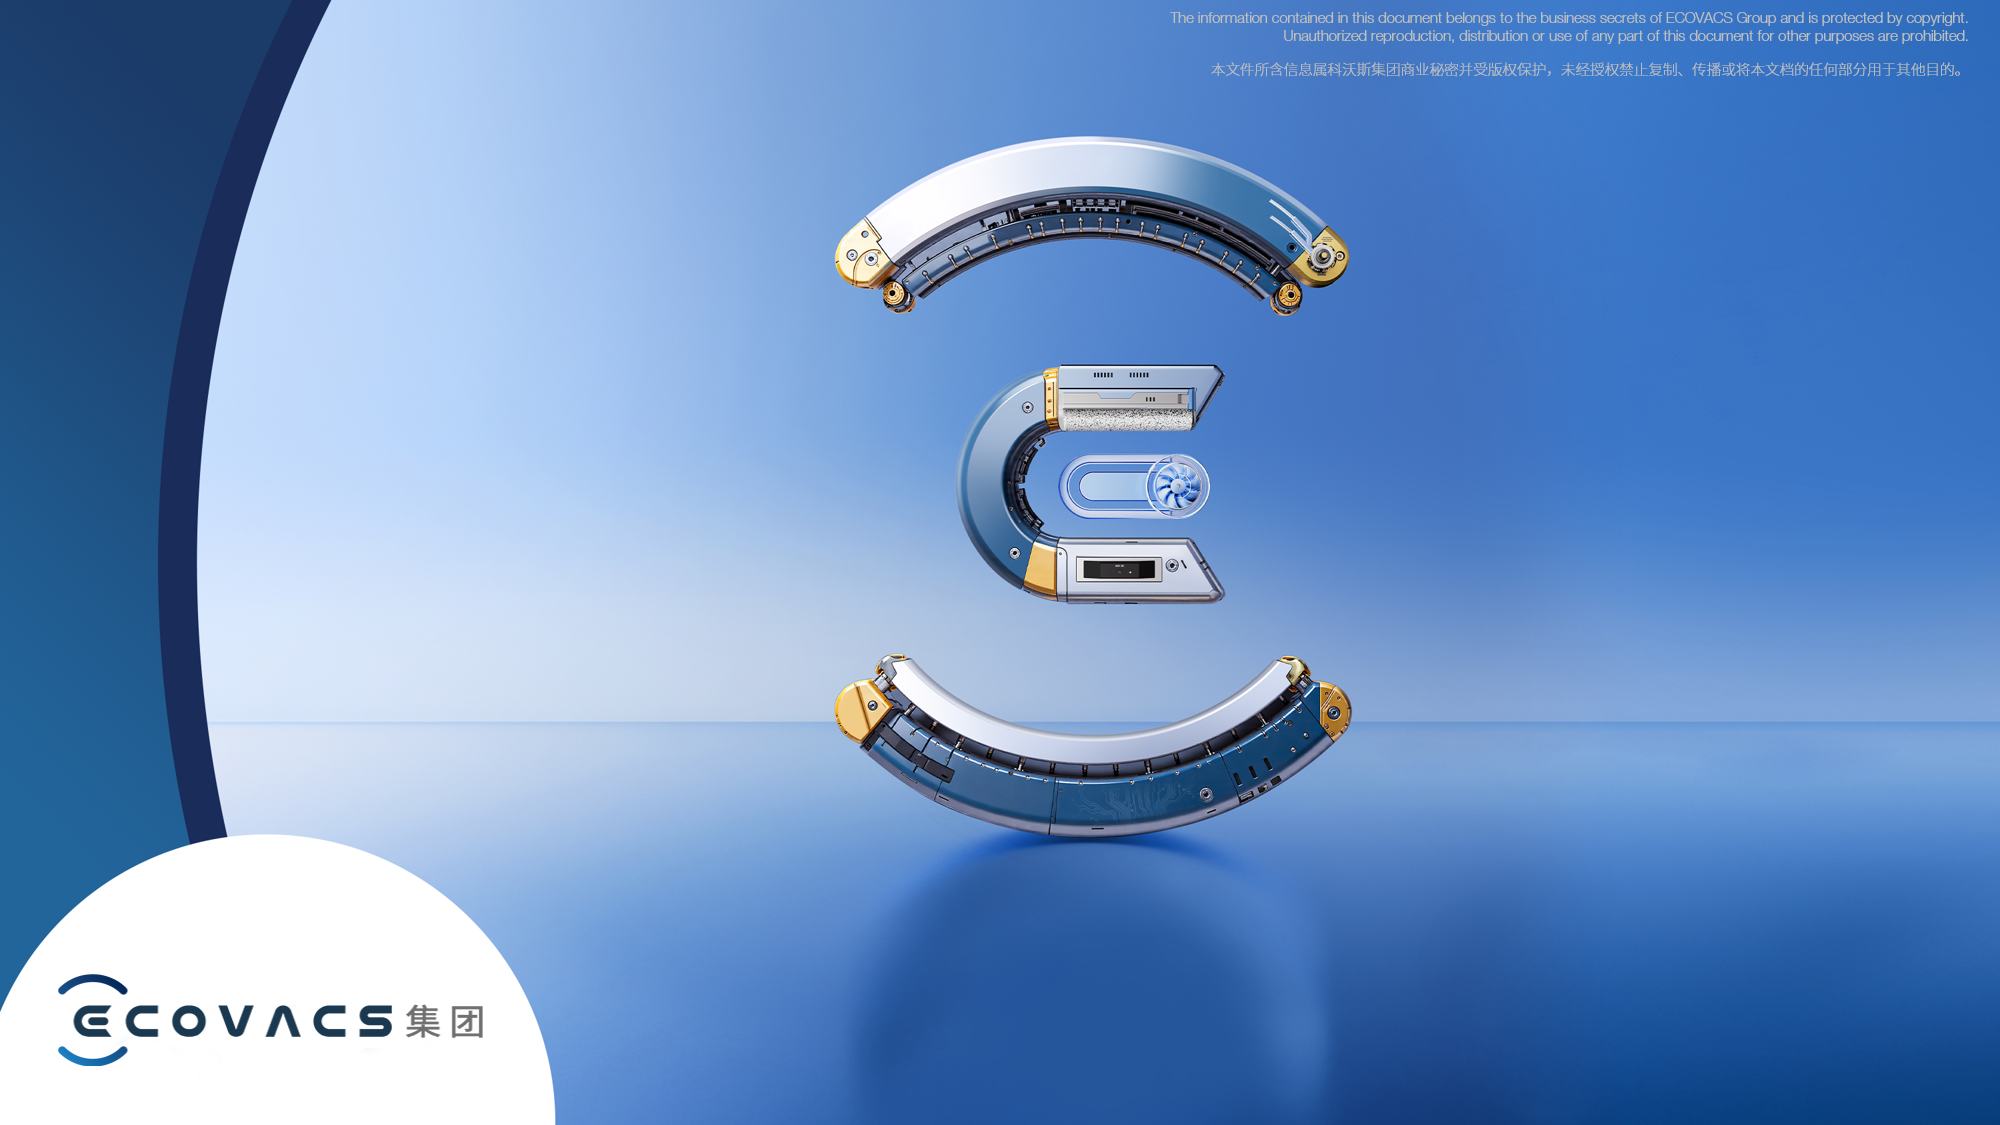 The information contained in this document belongs to the business secrets of ECOVACS Group and is protected by copyright.
Unauthorized reproduction, distribution or use of any part of this document for other purposes are prohibited.
本文件所含信息属科沃斯集团商业秘密并受版权保护，未经授权禁止复制、传播或将本文档的任何部分用于其他目的。
ECOVACS集团